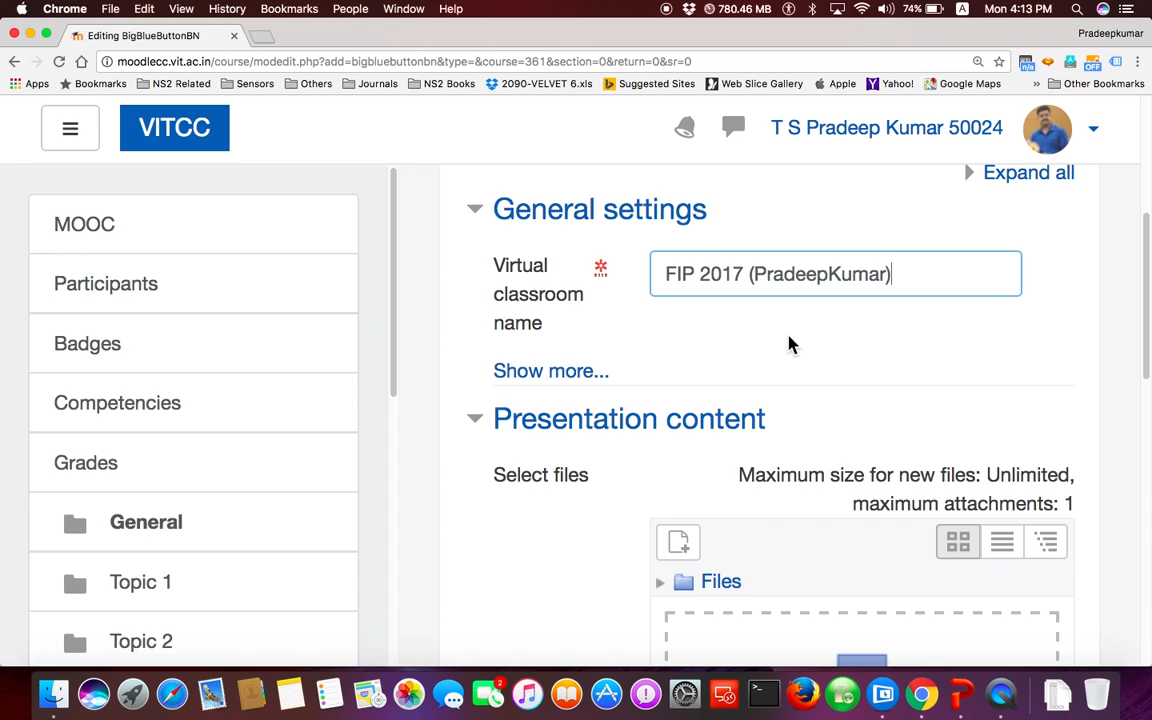 Chrome File Edit View History Bookmarks People Window Help 780.46 MB 74% A Mon 4:13 PM
Editing BigBlueButtonBN Pradeepkumar
moodlecc.vit.ac.in/course/modedit.php?add=bigbluebuttonbn&type=&course=361&section=0&return=0&sr=0
Apps Bookmarks NS2 Related Sensors Others Journals NS2 Books 2090-VELVET 6.xls Suggested Sites Web Slice Gallery Apple Yahoo! Google Maps » Other Bookmarks
VITCC T S Pradeep Kumar 50024
Expand all
MOOC
Participants
Badges
Competencies
Grades
General
Topic 1
Topic 2
General settings
Virtual
classroom
name
FIP 2017 (PradeepKumar)
Show more...
Presentation content
Select files
Maximum size for new files: Unlimited,
maximum attachments: 1
Files
2